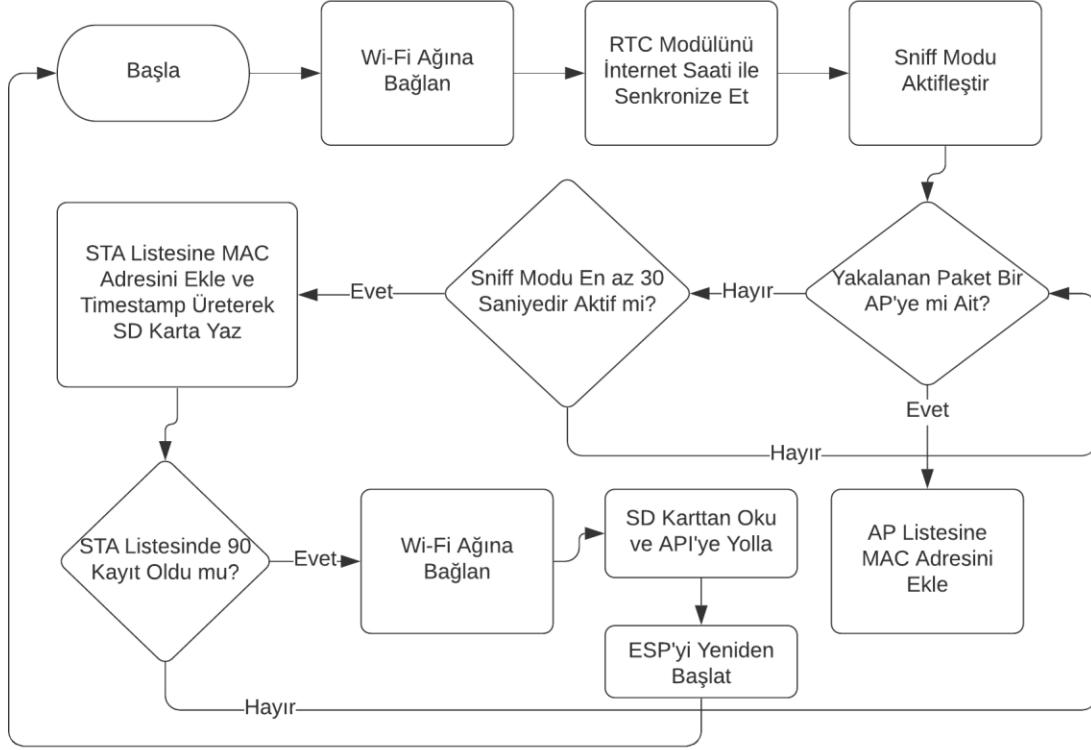 Başla
Wi-Fi Ağına
Bağlan
RTC Modülünü
İnternet Saati ile
Senkronize Et
Sniff Modu
Aktifleştir
STA Listesine MAC
Adresini Ekle ve
Timestamp Üreterek
SD Karta Yaz
Evet
Sniff Modu En az 30
Saniyedir Aktif mi?
Hayır
Yakalanan Paket Bir
AP'ye mi Ait?
Evet
Hayır
STA Listesinde 90
Kayıt Oldu mu?
Evet
Wi-Fi Ağına
Bağlan
SD Karttan Oku
ve API'ye Yolla
AP Listesine
MAC Adresini
Ekle
ESP'yi Yeniden
Başlat
Hayır